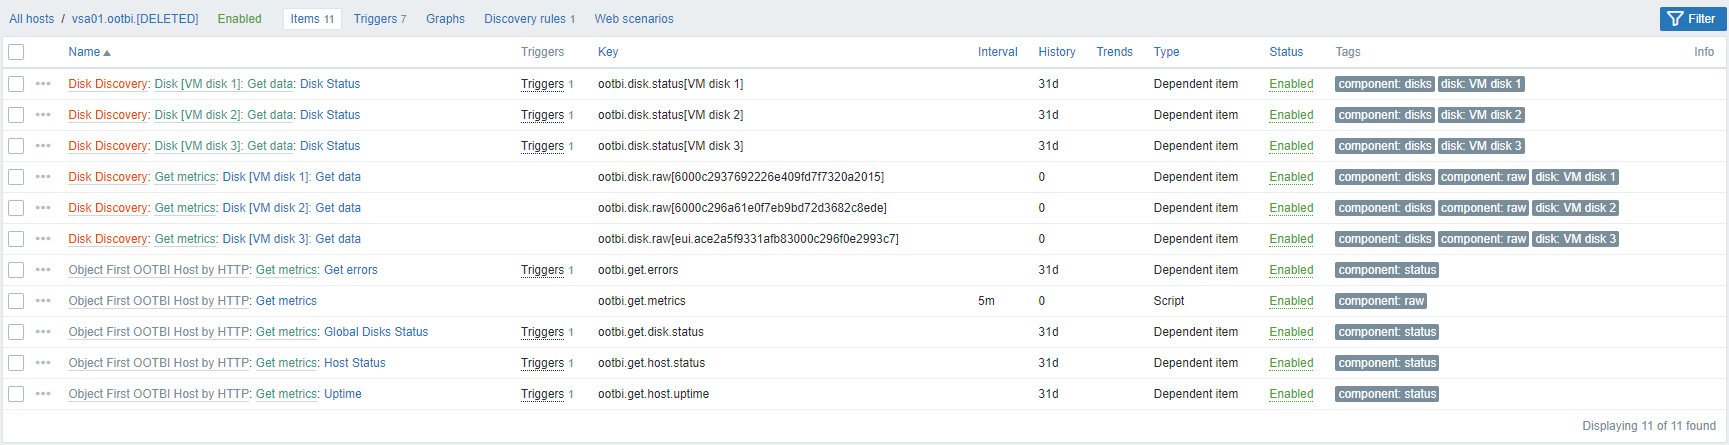 All hosts / vsa01.ootbi.[DELETED] Enabled Items 11 Triggers 7 Graphs Discovery rules 1 Web scenarios Filter
Name Triggers Key Interval History Trends Type Status Tags Info
Disk Discovery: Disk [VM disk 1]: Get data: Disk Status Triggers 1 ootbi.disk.status[VM disk 1] 31d Dependent item Enabled component: disks disk: VM disk 1
Disk Discovery: Disk [VM disk 2]: Get data: Disk Status Triggers 1 ootbi.disk.status[VM disk 2] 31d Dependent item Enabled component: disks disk: VM disk 2
Disk Discovery: Disk [VM disk 3]: Get data: Disk Status Triggers 1 ootbi.disk.status[VM disk 3] 31d Dependent item Enabled component: disks disk: VM disk 3
Disk Discovery: Get metrics: Disk [VM disk 1]: Get data ootbi.disk.raw[6000c2937692226e409fd7f7320a2015] 0 Dependent item Enabled component: disks component: raw disk: VM disk 1
Disk Discovery: Get metrics: Disk [VM disk 2]: Get data ootbi.disk.raw[6000c296a61e0f7eb9bd72d3682c8ede] 0 Dependent item Enabled component: disks component: raw disk: VM disk 2
Disk Discovery: Get metrics: Disk [VM disk 3]: Get data ootbi.disk.raw[eui.ace2a5f9331afb83000c296f0e2993c7] 0 Dependent item Enabled component: disks component: raw disk: VM disk 3
Object First OOTBI Host by HTTP: Get metrics: Get errors Triggers 1 ootbi.get.errors 31d Dependent item Enabled component: status
Object First OOTBI Host by HTTP: Get metrics ootbi.get.metrics 5m 0 Script Enabled component: raw
Object First OOTBI Host by HTTP: Get metrics: Global Disks Status Triggers 1 ootbi.get.disk.status 31d Dependent item Enabled component: status
Object First OOTBI Host by HTTP: Get metrics: Host Status Triggers 1 ootbi.get.host.status 31d Dependent item Enabled component: status
Object First OOTBI Host by HTTP: Get metrics: Uptime Triggers 1 ootbi.get.host.uptime 31d Dependent item Enabled component: status
Displaying 11 of 11 found